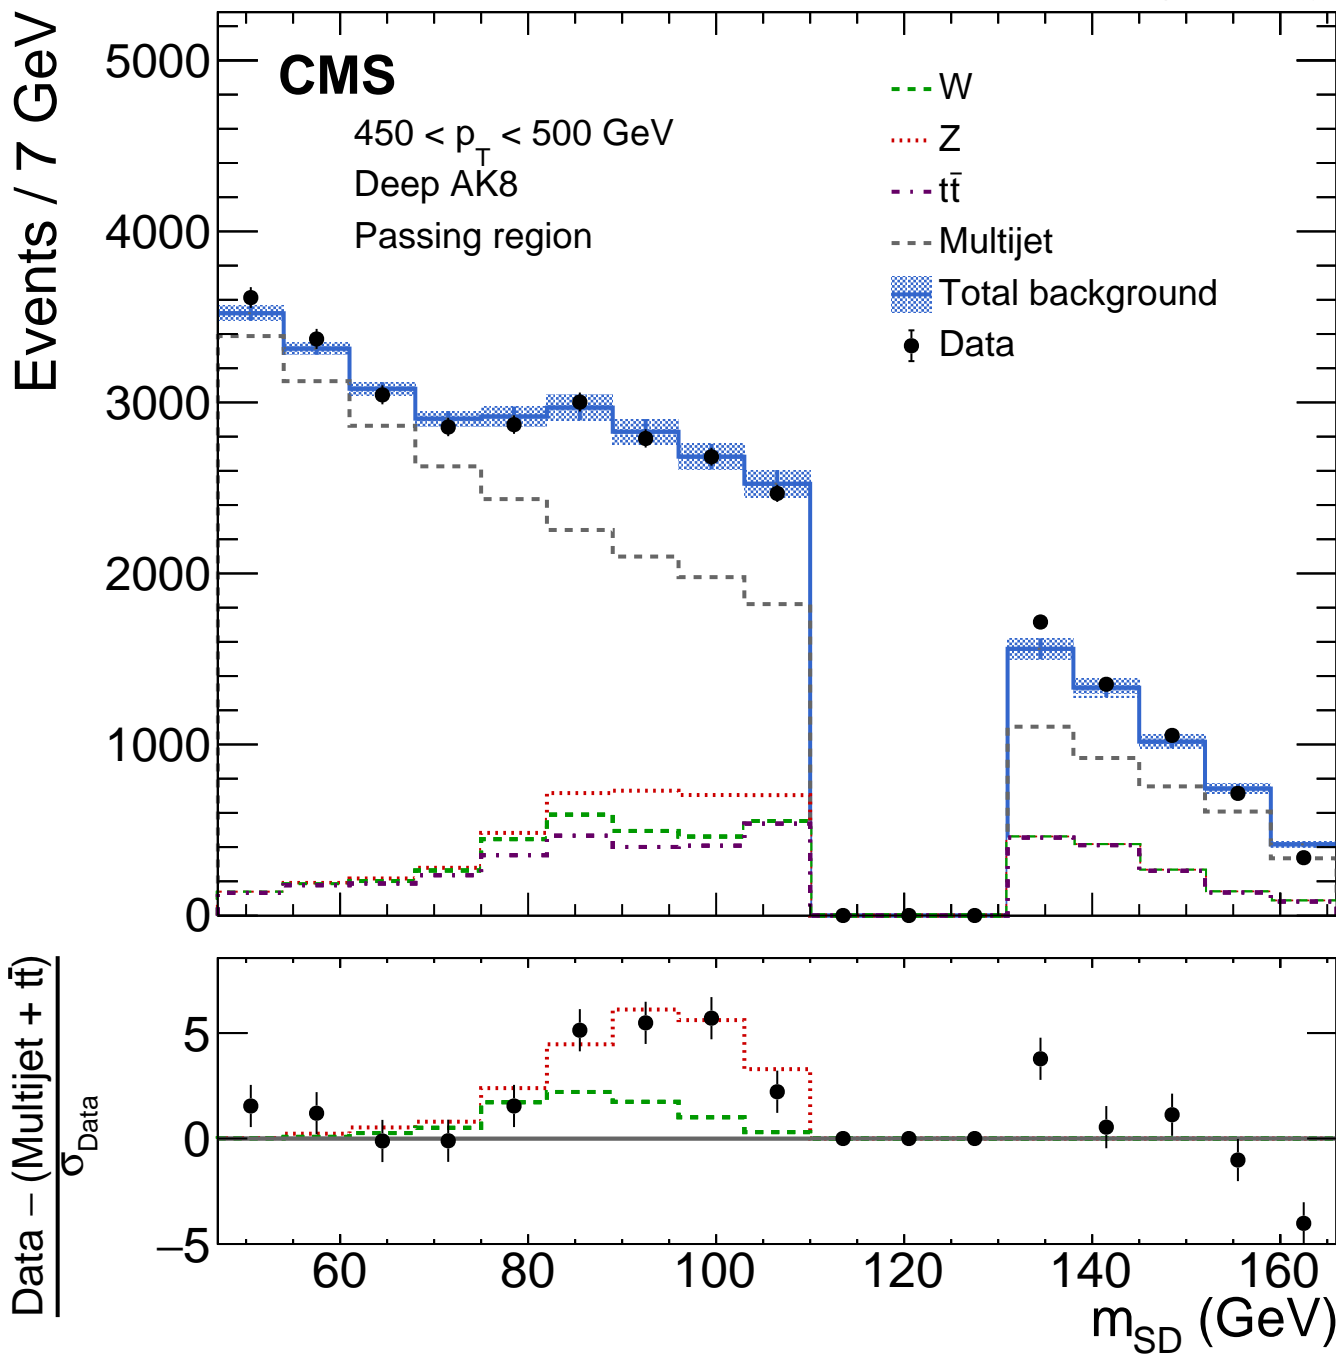 Events / 7 GeV
5000
4000
3000
2000
1000
0
CMS
450 < p_T < 500 GeV
Deep AK8
Passing region
W
Z
tt̄
Multijet
Total background
Data
Data − (Multijet + tt̄)
σ_Data
5
0
−5
60 80 100 120 140 160
m_SD (GeV)